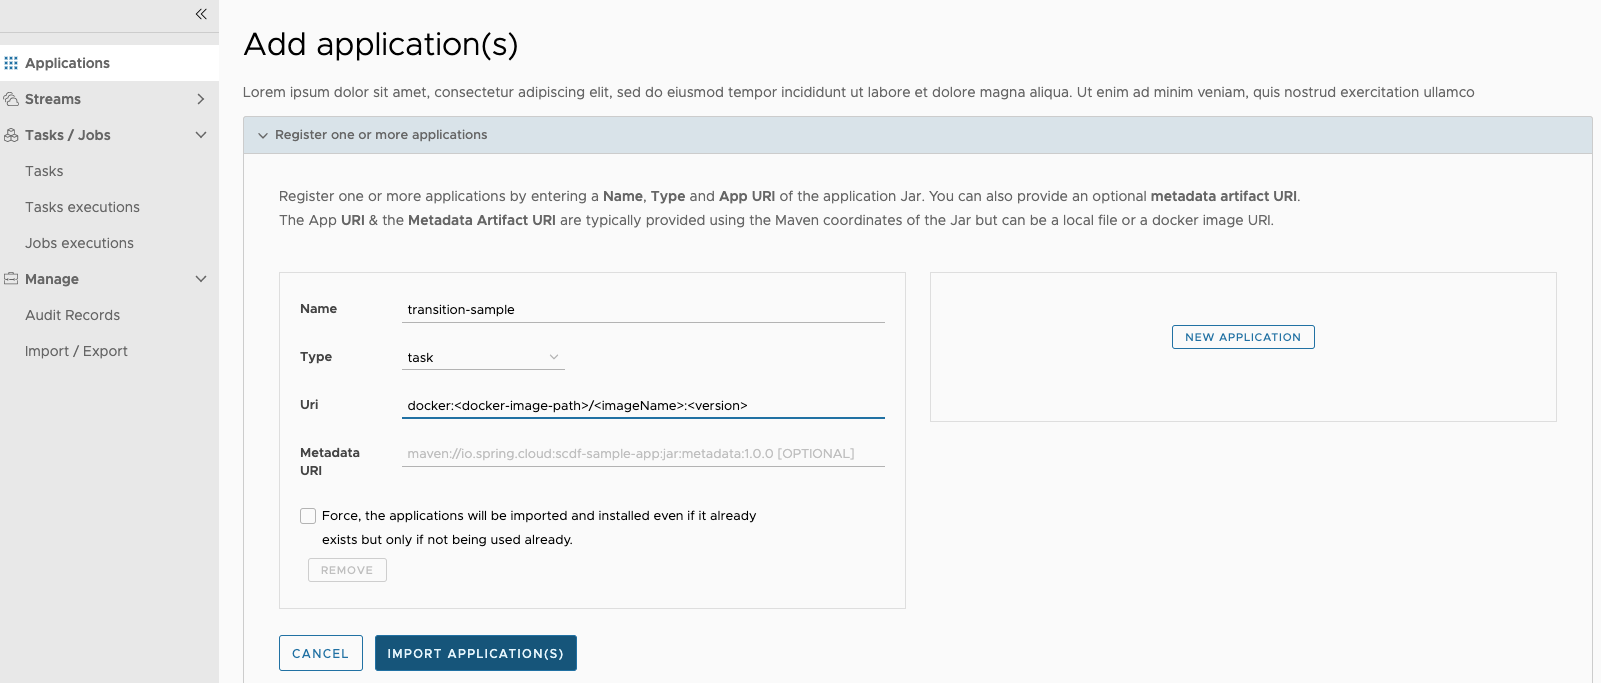 Applications
Streams
Tasks / Jobs
Tasks
Tasks executions
Jobs executions
Manage
Audit Records
Import / Export
Add application(s)
Lorem ipsum dolor sit amet, consectetur adipiscing elit, sed do eiusmod tempor incididunt ut labore et dolore magna aliqua. Ut enim ad minim veniam, quis nostrud exercitation ullamco
Register one or more applications
Register one or more applications by entering a Name, Type and App URI of the application Jar. You can also provide an optional metadata artifact URI.
The App URI & the Metadata Artifact URI are typically provided using the Maven coordinates of the Jar but can be a local file or a docker image URI.
Name transition-sample
Type task
Uri docker:<docker-image-path>/<imageName>:<version>
Metadata
URI
maven://io.spring.cloud:scdf-sample-app:jar:metadata:1.0.0 [OPTIONAL]
Force, the applications will be imported and installed even if it already
exists but only if not being used already.
REMOVE
NEW APPLICATION
CANCEL
IMPORT APPLICATION(S)